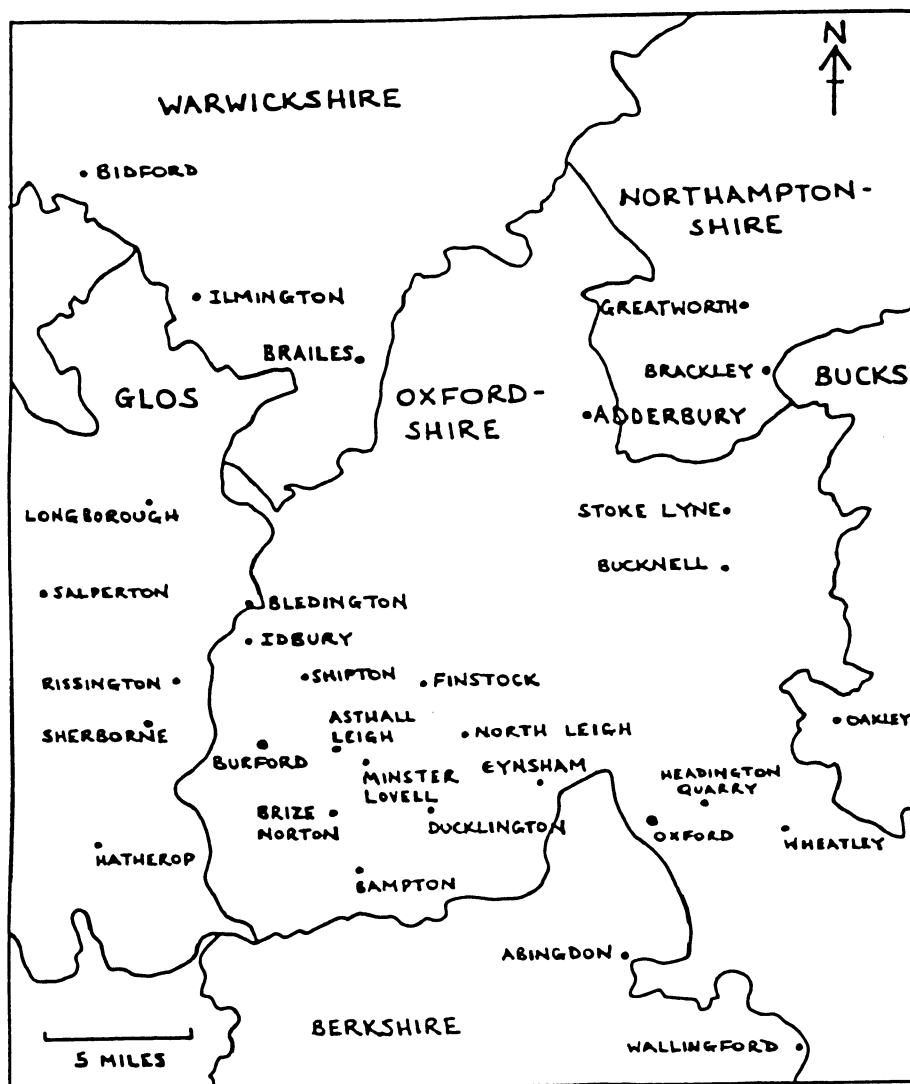 N
WARWICKSHIRE
BIDFORD
NORTHAMPTON-
SHIRE
ILMINGTON
GREATWORTH
BRAILES
BRACKLEY
BUCKS
GLOS
OXFORD-
SHIRE
ADDERBURY
LONGBOROUGH
STOKE LYNE
BUCKNELL
SALPERTON
BLEDINGTON
IDBURY
RISSINGTON
SHIPTON
FINSTOCK
SHERBORNE
ASTHALL
LEIGH
NORTH LEIGH
OAKLEY
BURFORD
MINSTER
LOVELL
EYNSHAM
HEADINGTON
QUARRY
BRIZE
NORTON
DUCKLINGTON
OXFORD
WHEATLEY
HATHEROP
BAMPTON
ABINGDON
BERKSHIRE
5 MILES
WALLINGFORD